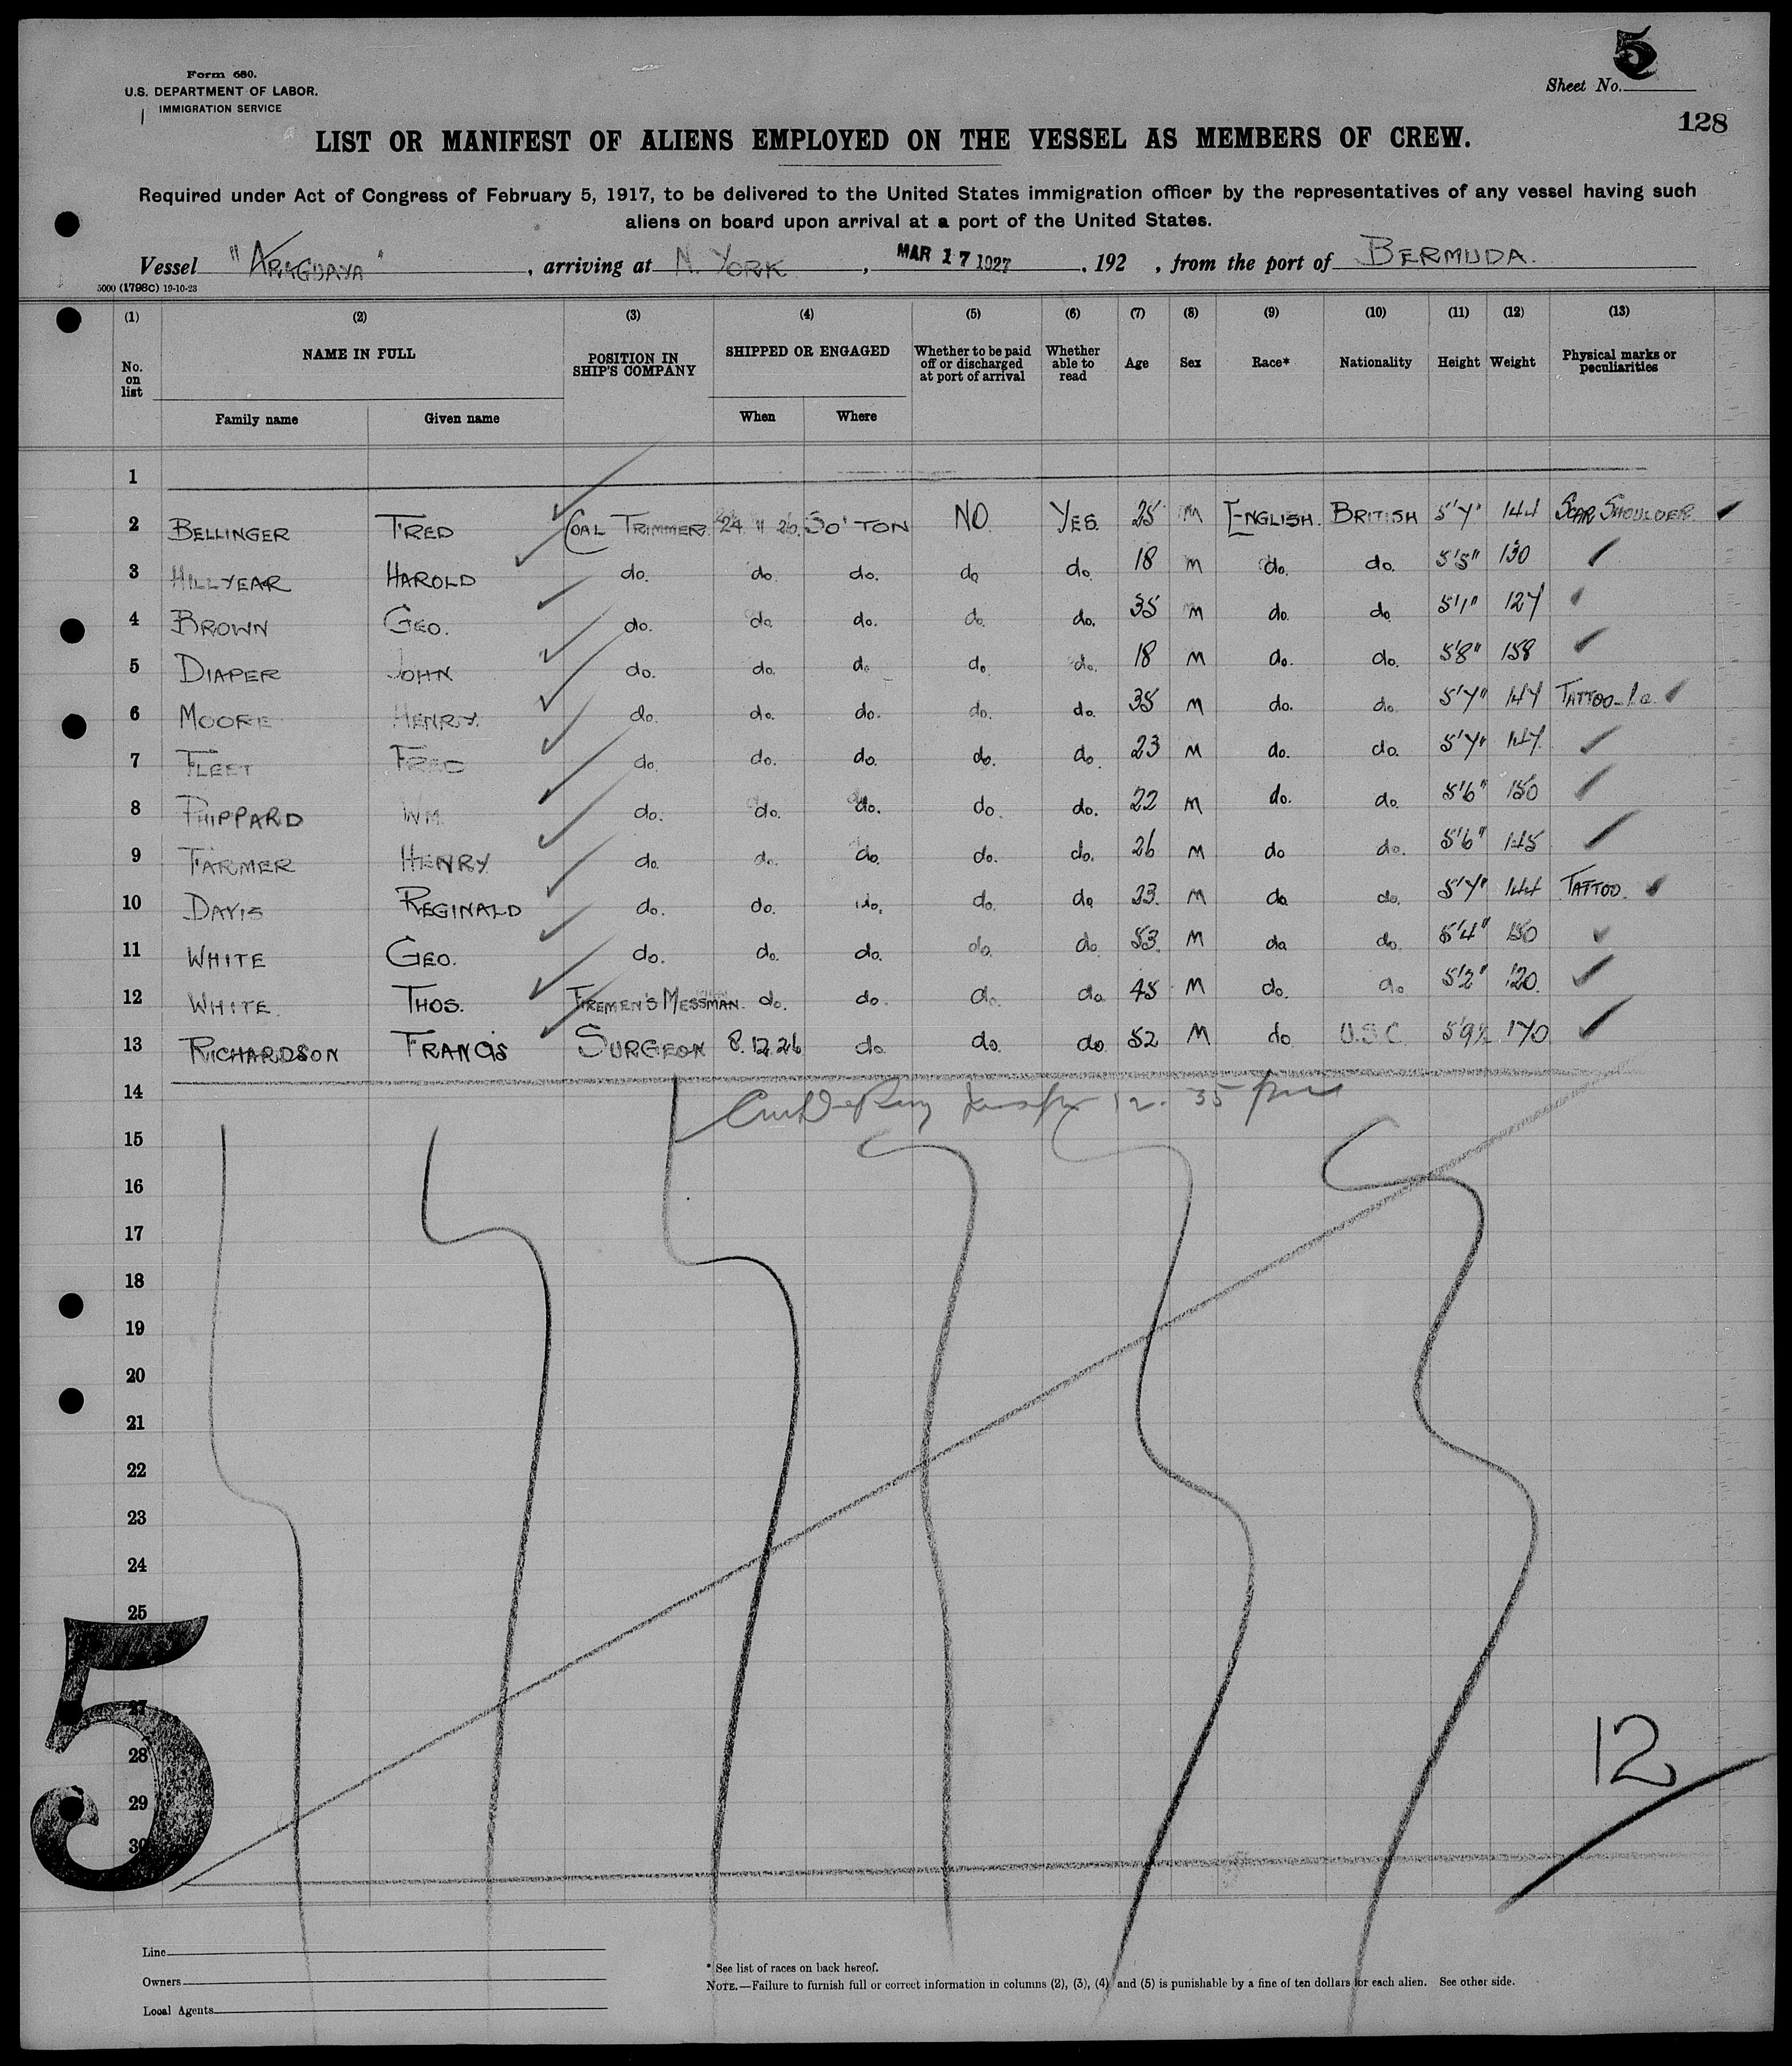 5
Form 680.
U.S. DEPARTMENT OF LABOR.
IMMIGRATION SERVICE
Sheet No.
128
LIST OR MANIFEST OF ALIENS EMPLOYED ON THE VESSEL AS MEMBERS OF CREW.
Required under Act of Congress of February 5, 1917, to be delivered to the United States immigration officer by the representatives of any vessel having such
aliens on board upon arrival at a port of the United States.
Vessel "ARAGUAYA", arriving at N. YORK, MAR 17 1927, 192 , from the port of BERMUDA.
5000 (1798C) 19-10-23
(1) (2) (3) (4) (5) (6) (7) (8) (9) (10) (11) (12) (13)
No. on list NAME IN FULL POSITION IN SHIP'S COMPANY SHIPPED OR ENGAGED Whether to be paid off or discharged at port of arrival Whether able to read Age Sex Race* Nationality Height Weight Physical marks or peculiarities
Family name Given name When Where
1
2 BELLINGER FRED COAL TRIMMER 24 11 26 SO'TON NO. YES. 25 M ENGLISH. BRITISH 5'7" 144 SCAR SHOULDER
3 HILLYEAR HAROLD do. do. do. do do. 18 M do. do. 5'5" 130
4 BROWN GEO. do. do. do. do. do. 35 M do. do. 5'1" 127
5 DIAPER JOHN do. do. do. do. do. 18 M do. do. 5'8" 158
6 MOORE HENRY. do. do. do. do. do. 35 M do. do. 5'7" 147 TATTOO
7 FLEET FRED do. do. do. do. do. 23 M do. do. 5'7" 147
8 PHIPPARD WM do. do. do. do. do. 22 M do. do. 5'6" 150
9 FARMER HENRY do. do. do. do. do. 26 M do do. 5'6" 145
10 DAVIS REGINALD do. do. do. do. do 23. M do do. 5'7" 144 TATTOO.
11 WHITE GEO. do. do. do. do. do. 53. M do do. 5'4" 150
12 WHITE. THOS. FIREMEN'S MESSMAN. do. do. do. do 45 M do. do 5'2" 120.
13 RICHARDSON FRANCIS SURGEON 8.12.26 do do. do 52 M do U.S.C. 5'9½ 170
14 12. 35
15
16
17
18
19
20
21
22
23
24
25
27
28
29
30
5
12
Line
Owners
Local Agents
* See list of races on back hereof.
NOTE.—Failure to furnish full or correct information in columns (2), (3), (4) and (5) is punishable by a fine of ten dollars for each alien. See other side.